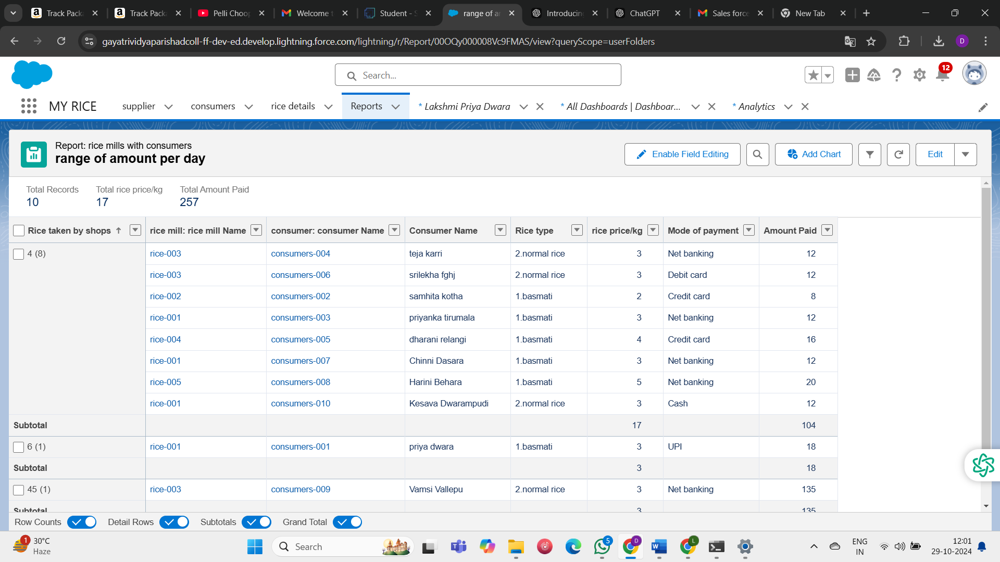 Track Packa
Track Packa
Pelli Choop
Welcome t
Student - S
range of am
Introducing
ChatGPT
Sales force
New Tab
gayatrividyaparishadcoll-ff-dev-ed.develop.lightning.force.com/lightning/r/Report/00OQy000008Vc9FMAS/view?queryScope=userFolders
D
Search...
12
MY RICE
supplier
consumers
rice details
Reports
* Lakshmi Priya Dwara
* All Dashboards | Dashboar...
* Analytics
Report: rice mills with consumers
range of amount per day
Enable Field Editing
Add Chart
Edit
Total Records Total rice price/kg Total Amount Paid
10 17 257
Rice taken by shops ↑ rice mill: rice mill Name consumer: consumer Name Consumer Name Rice type rice price/kg Mode of payment Amount Paid
4 (8) rice-003 consumers-004 teja karri 2.normal rice 3 Net banking 12
rice-003 consumers-006 srilekha fghj 2.normal rice 3 Debit card 12
rice-002 consumers-002 samhita kotha 1.basmati 2 Credit card 8
rice-001 consumers-003 priyanka tirumala 1.basmati 3 Net banking 12
rice-004 consumers-005 dharani relangi 1.basmati 4 Credit card 16
rice-001 consumers-007 Chinni Dasara 1.basmati 3 Net banking 12
rice-005 consumers-008 Harini Behara 1.basmati 5 Net banking 20
rice-001 consumers-010 Kesava Dwarampudi 2.normal rice 3 Cash 12
Subtotal 17 104
6 (1) rice-001 consumers-001 priya dwara 1.basmati 3 UPI 18
Subtotal 3 18
45 (1) rice-003 consumers-009 Vamsi Vallepu 2.normal rice 3 Net banking 135
Subtotal 3 135
Row Counts Detail Rows Subtotals Grand Total
1
30°C
Haze
Search
5
D
L
ENG
IN
12:01
29-10-2024